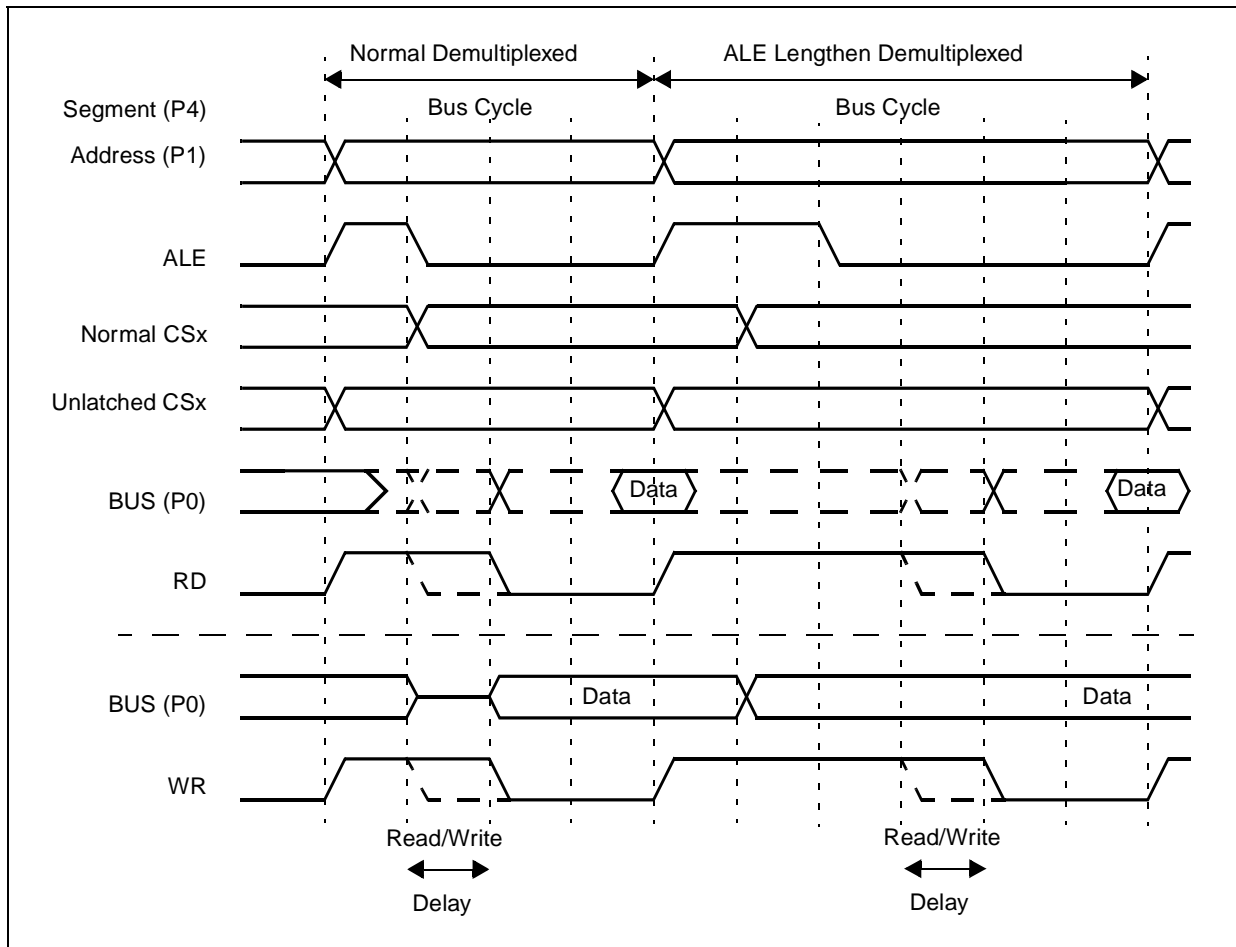 Normal Demultiplexed
ALE Lengthen Demultiplexed
Segment (P4)
Bus Cycle
Bus Cycle
Address (P1)
ALE
Normal CSx
Unlatched CSx
BUS (P0)
Data
Data
RD
BUS (P0)
Data
Data
WR
Read/Write
Read/Write
Delay
Delay